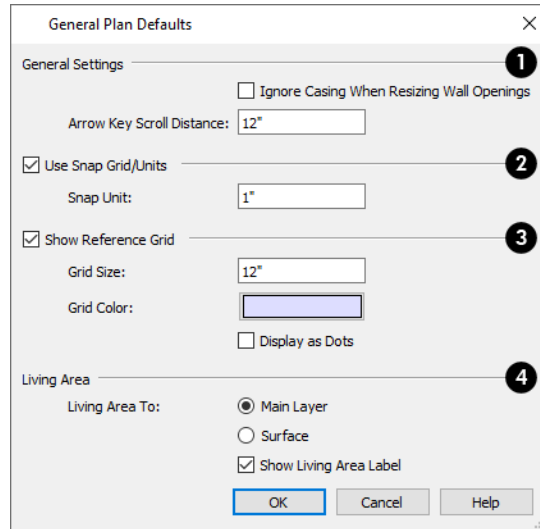 General Plan Defaults
General Settings 1
Ignore Casing When Resizing Wall Openings
Arrow Key Scroll Distance: 12"
Use Snap Grid/Units 2
Snap Unit: 1"
Show Reference Grid 3
Grid Size: 12"
Grid Color:
Display as Dots
Living Area 4
Living Area To: Main Layer
Surface
Show Living Area Label
OK Cancel Help